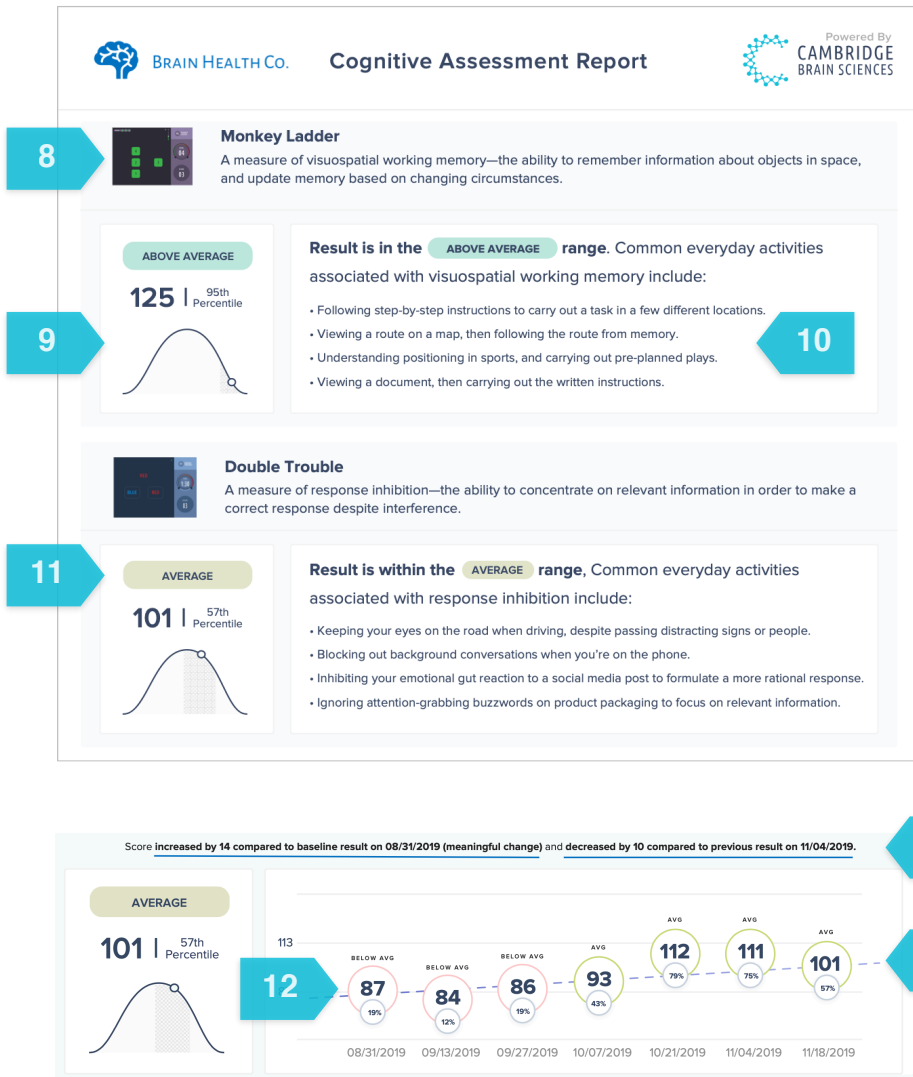 BRAIN HEALTH CO.
Cognitive Assessment Report
Powered By
CAMBRIDGE
BRAIN SCIENCES
8
Monkey Ladder
A measure of visuospatial working memory—the ability to remember information about objects in space,
and update memory based on changing circumstances.
9
ABOVE AVERAGE
125 | 95th
Percentile
Result is in the ABOVE AVERAGE range. Common everyday activities
associated with visuospatial working memory include:
• Following step-by-step instructions to carry out a task in a few different locations.
• Viewing a route on a map, then following the route from memory.
• Understanding positioning in sports, and carrying out pre-planned plays.
• Viewing a document, then carrying out the written instructions.
10
Double Trouble
A measure of response inhibition—the ability to concentrate on relevant information in order to make a
correct response despite interference.
11
AVERAGE
101 | 57th
Percentile
Result is within the AVERAGE range, Common everyday activities
associated with response inhibition include:
• Keeping your eyes on the road when driving, despite passing distracting signs or people.
• Blocking out background conversations when you're on the phone.
• Inhibiting your emotional gut reaction to a social media post to formulate a more rational response.
• Ignoring attention-grabbing buzzwords on product packaging to focus on relevant information.
Score increased by 14 compared to baseline result on 08/31/2019 (meaningful change) and decreased by 10 compared to previous result on 11/04/2019.
AVERAGE
101 | 57th
Percentile
12
113
BELOW AVG
87
19%
BELOW AVG
84
12%
BELOW AVG
86
19%
AVG
93
43%
AVG
112
79%
AVG
111
75%
AVG
101
57%
08/31/2019 09/13/2019 09/27/2019 10/07/2019 10/21/2019 11/04/2019 11/18/2019